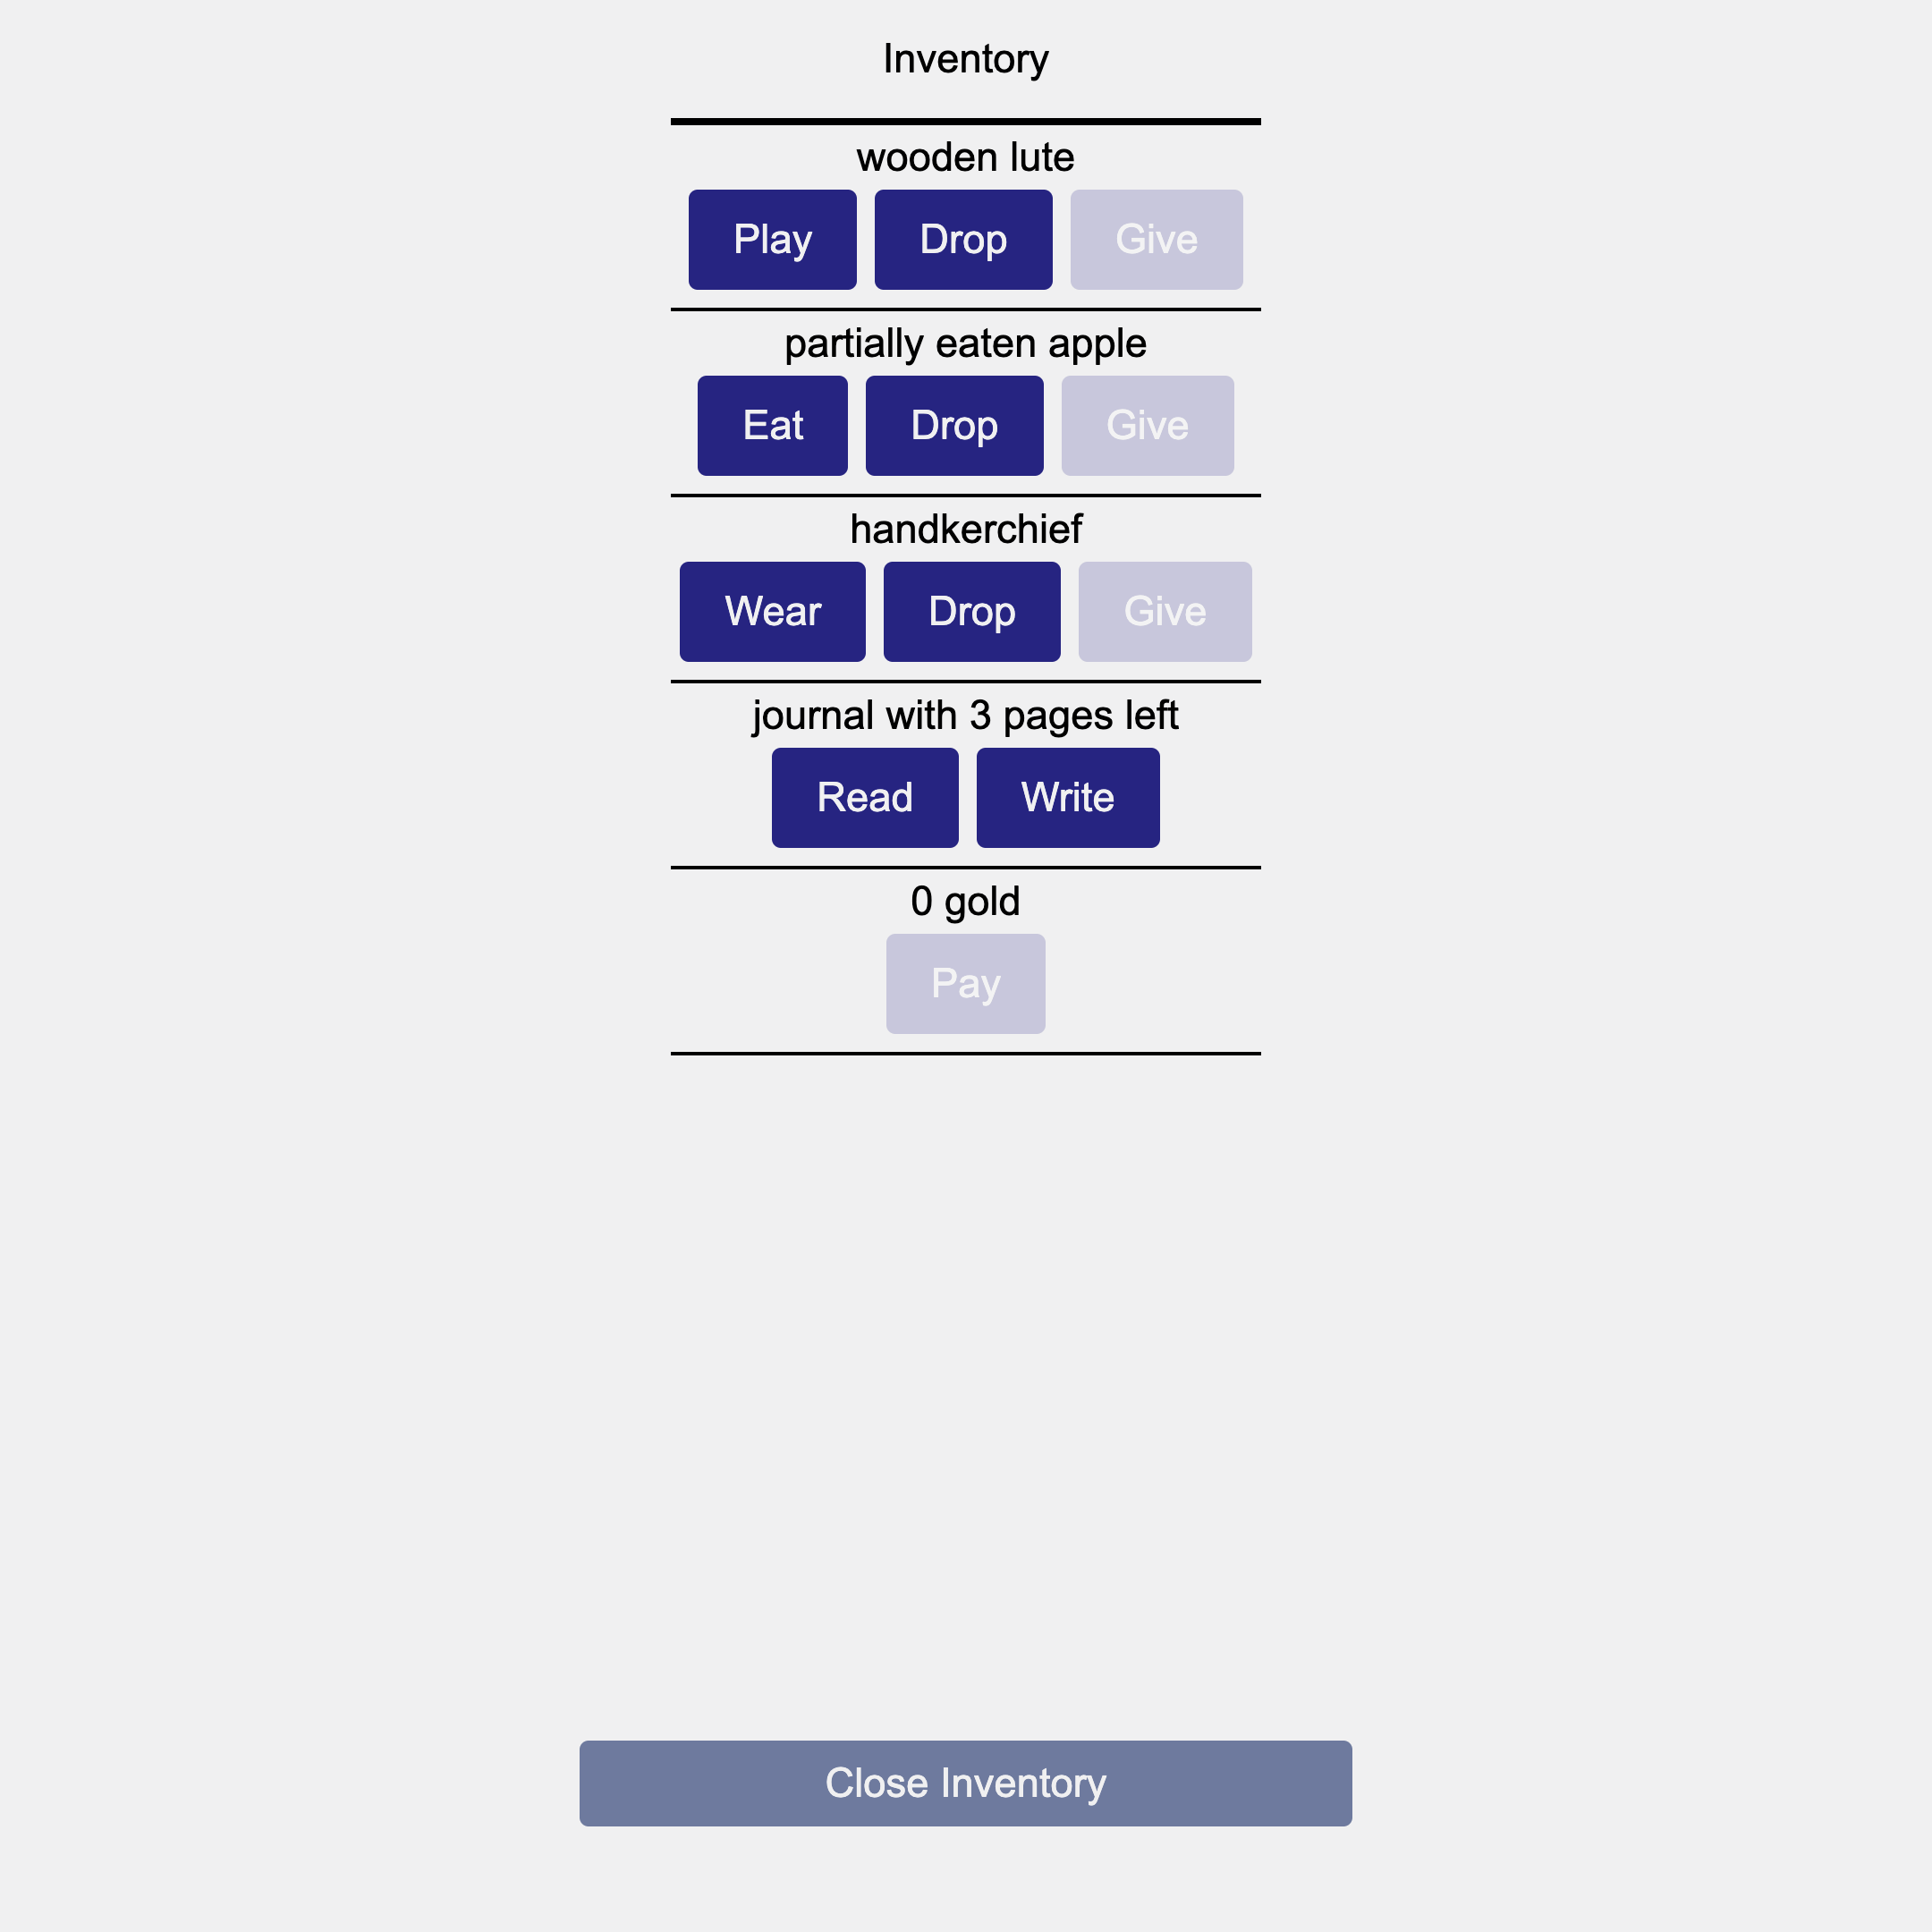 Inventory
wooden lute
Play Drop Give
partially eaten apple
Eat Drop Give
handkerchief
Wear Drop Give
journal with 3 pages left
Read Write
0 gold
Pay
Close Inventory